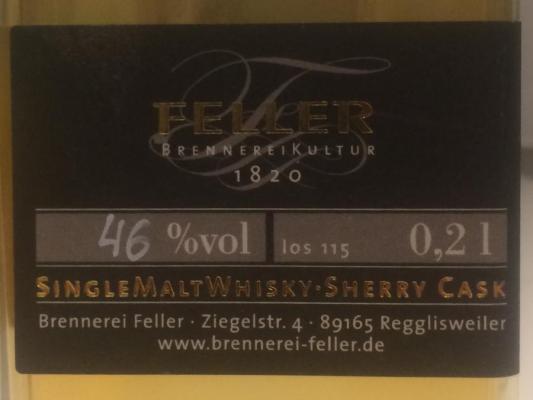 FELLER
BRENNEREIKULTUR
1820
46 %vol los 115 0,2 l
SINGLEMALTWHISKY·SHERRY CASK
Brennerei Feller · Ziegelstr. 4 · 89165 Regglisweiler
www.brennerei-feller.de